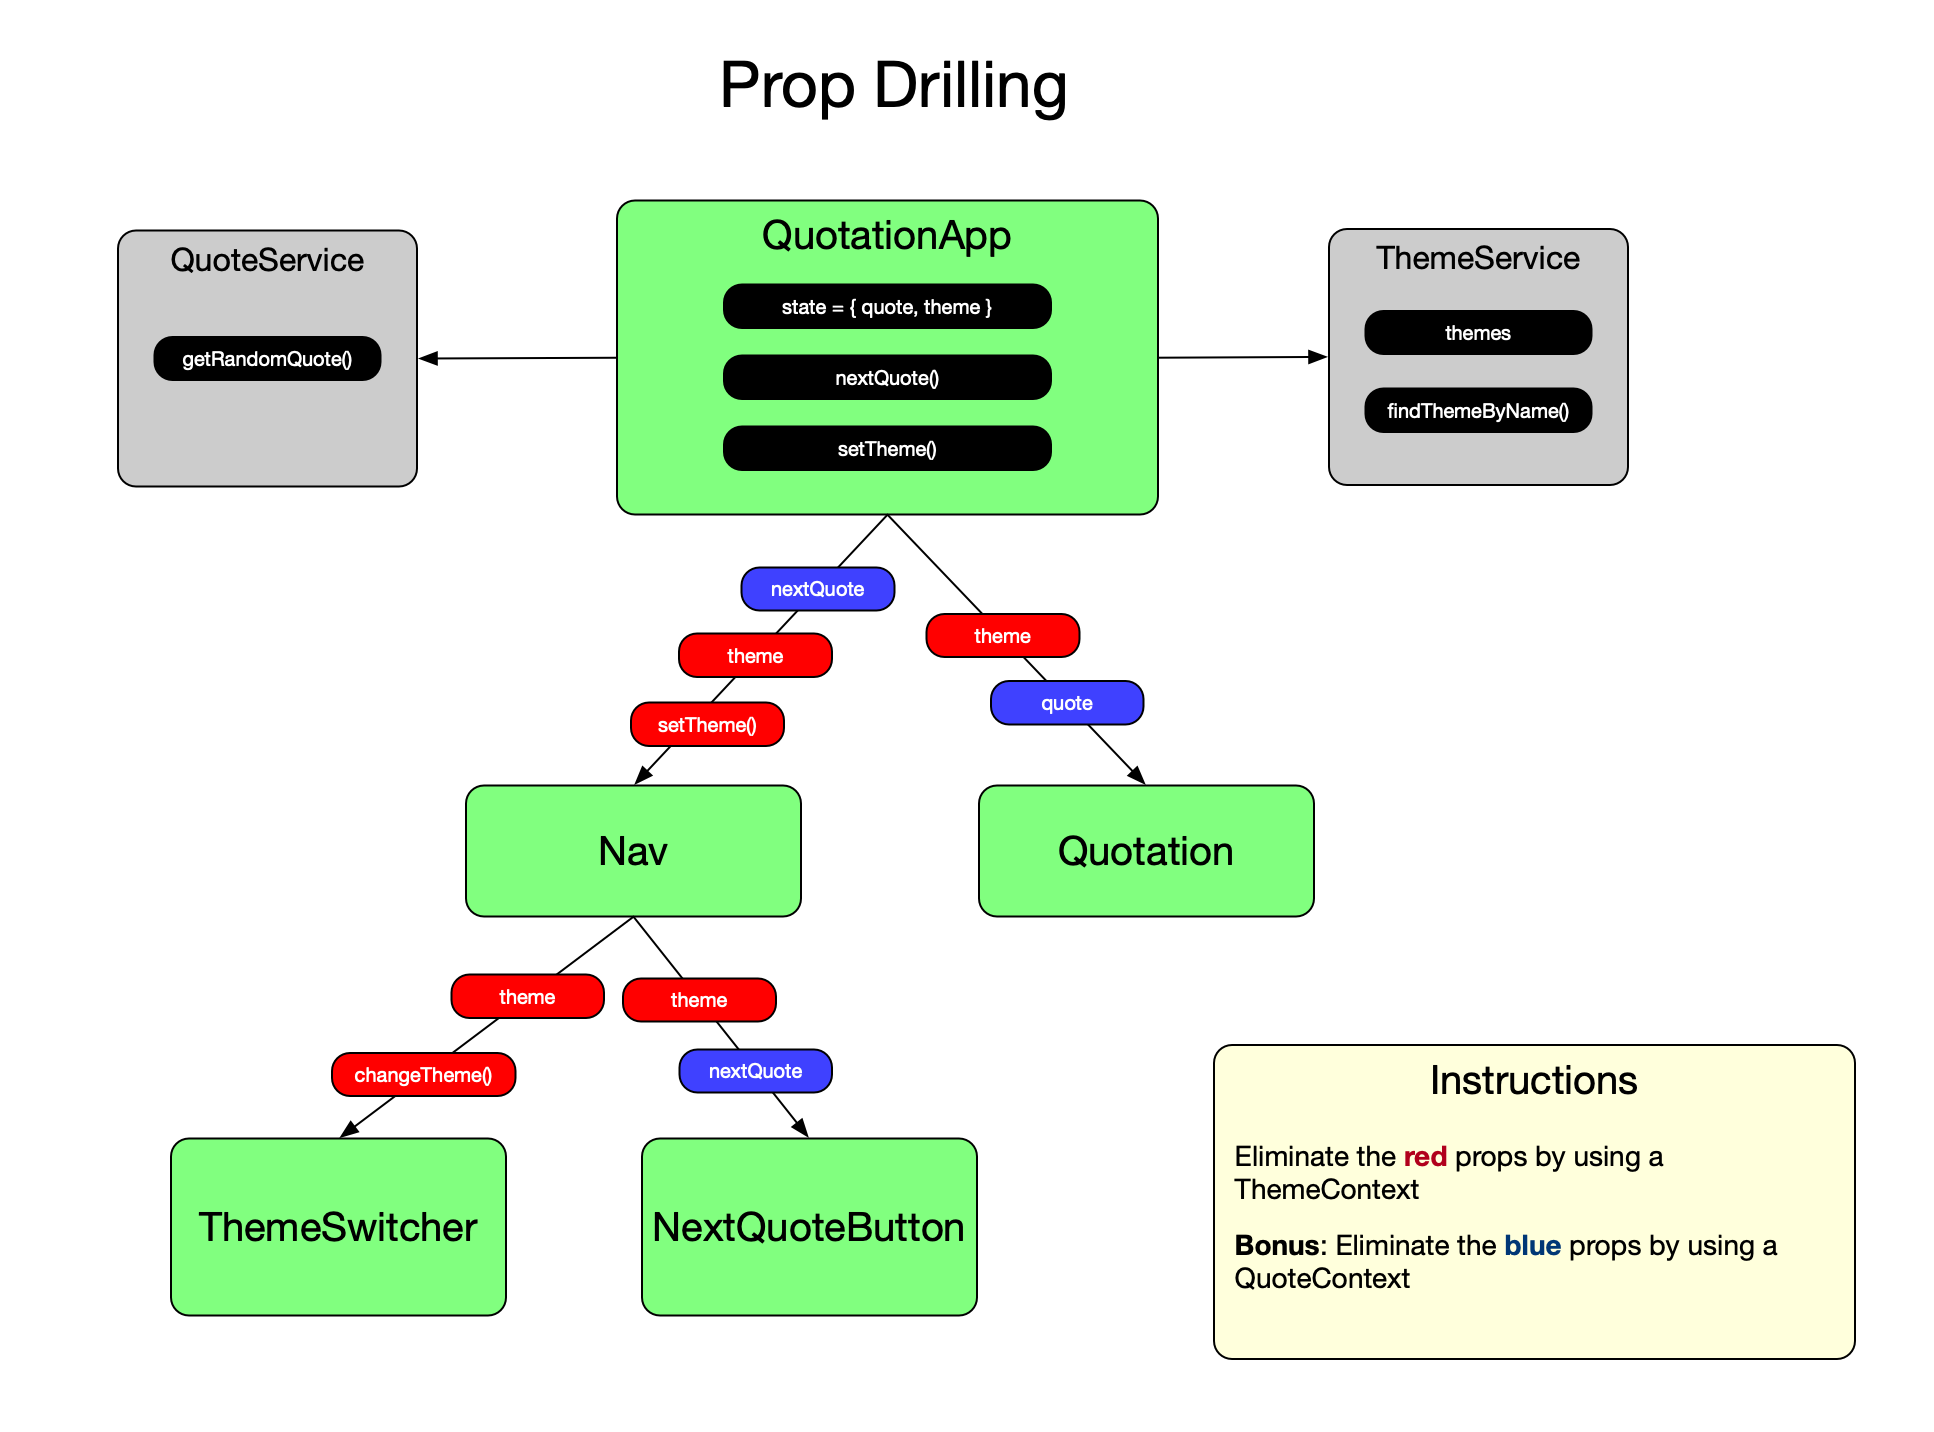 Prop Drilling
QuoteService
getRandomQuote()
QuotationApp
state = { quote, theme }
nextQuote()
setTheme()
ThemeService
themes
findThemeByName()
nextQuote
theme
setTheme()
theme
quote
Nav
Quotation
theme
changeTheme()
theme
nextQuote
ThemeSwitcher
NextQuoteButton
Instructions
Eliminate the red props by using a
ThemeContext
Bonus: Eliminate the blue props by using a
QuoteContext